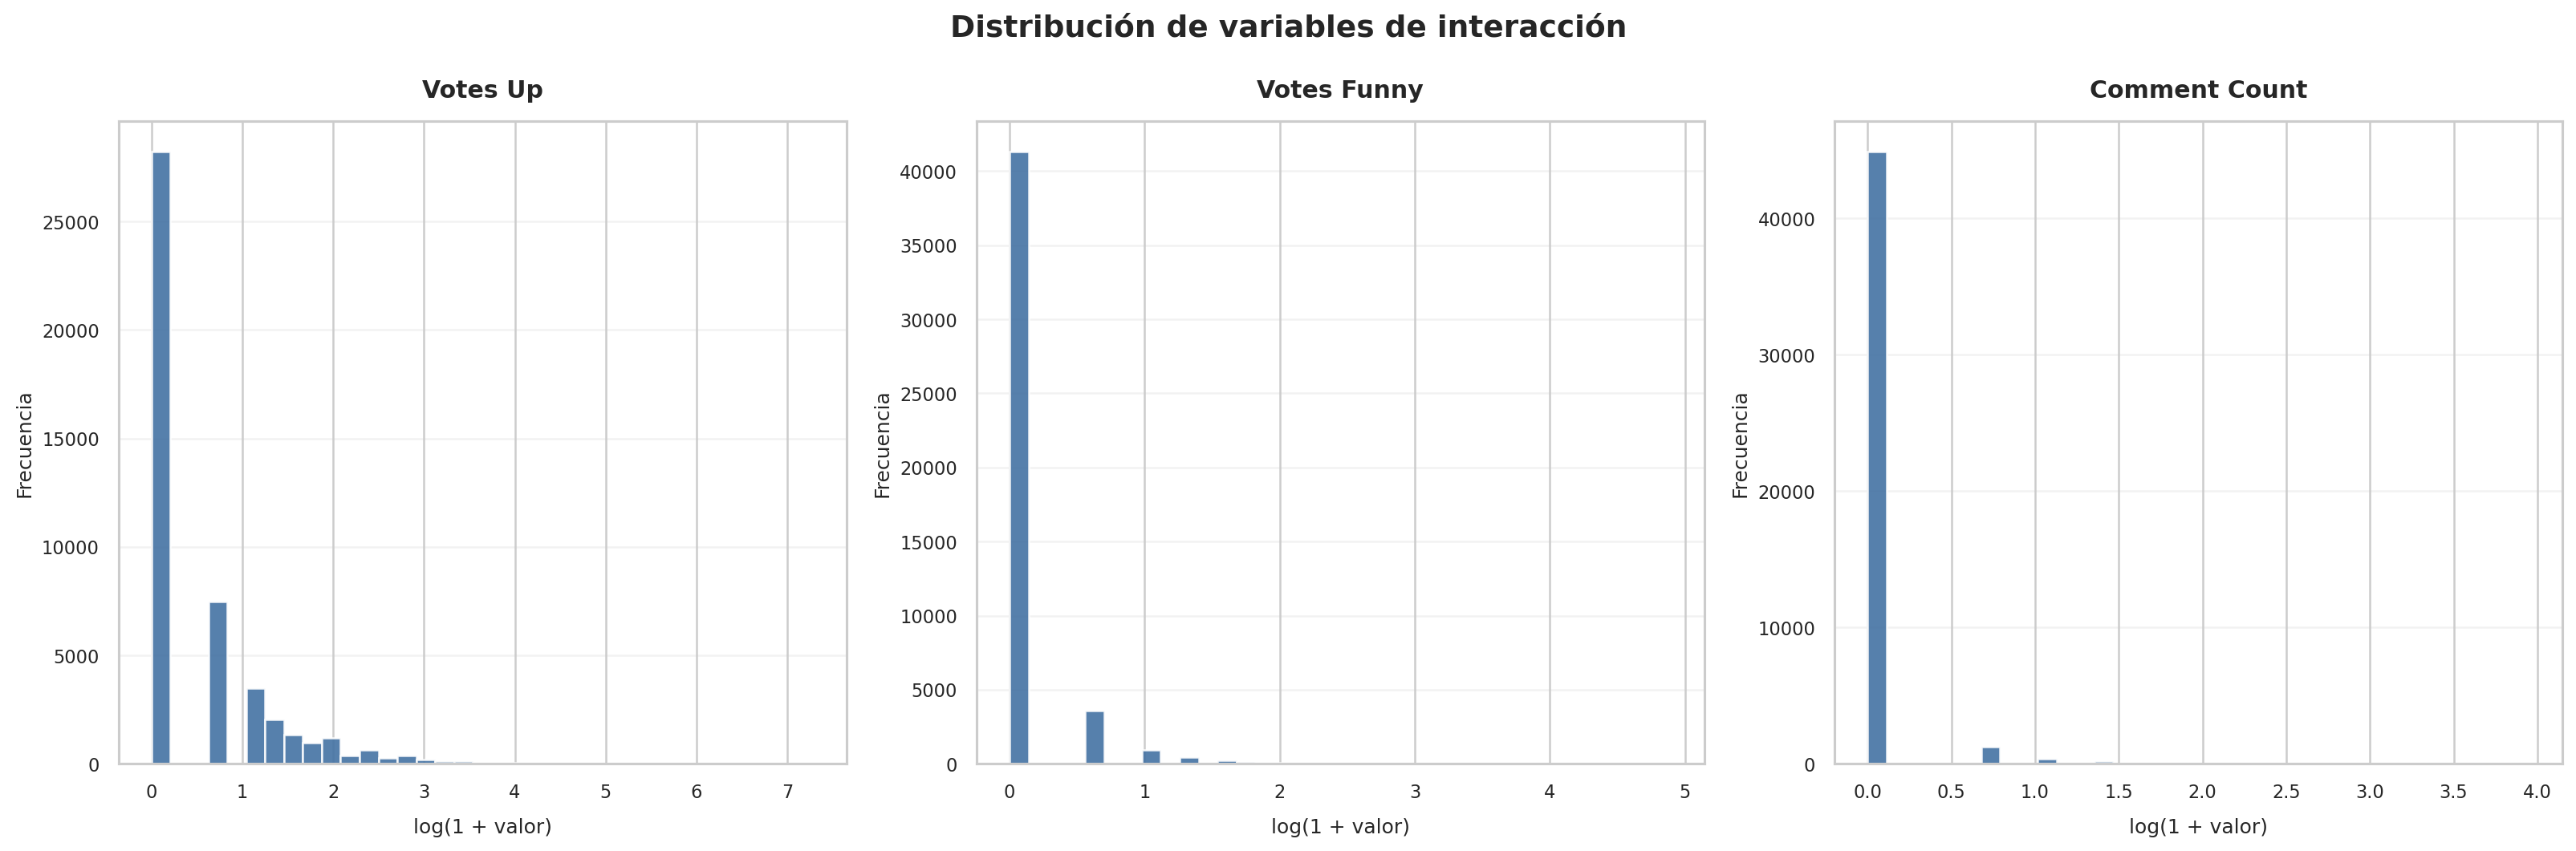 Distribución de variables de interacción
Votes Up
Votes Funny
Comment Count
Frecuencia
25000
20000
15000
10000
5000
0
0 1 2 3 4 5 6 7
log(1 + valor)
Frecuencia
40000
35000
30000
25000
20000
15000
10000
5000
0
0 1 2 3 4 5
log(1 + valor)
Frecuencia
40000
30000
20000
10000
0
0.0 0.5 1.0 1.5 2.0 2.5 3.0 3.5 4.0
log(1 + valor)